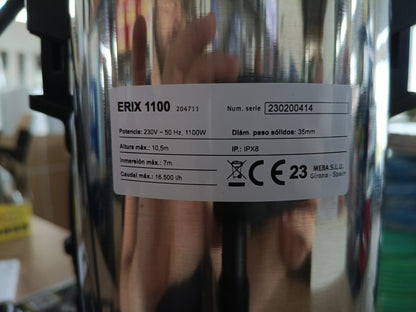 ERIX 1100 204711
Num. serie 230200414
Potencia: 230V ~ 50 Hz, 1100W
Diám. paso sólidos: 35mm
Altura máx.: 10,5m
IP.: IPX8
Inmersión máx.: 7m
Caudal máx.: 16.500 l/h
CE 23 MEBA S.L.U.
Girona - Spain